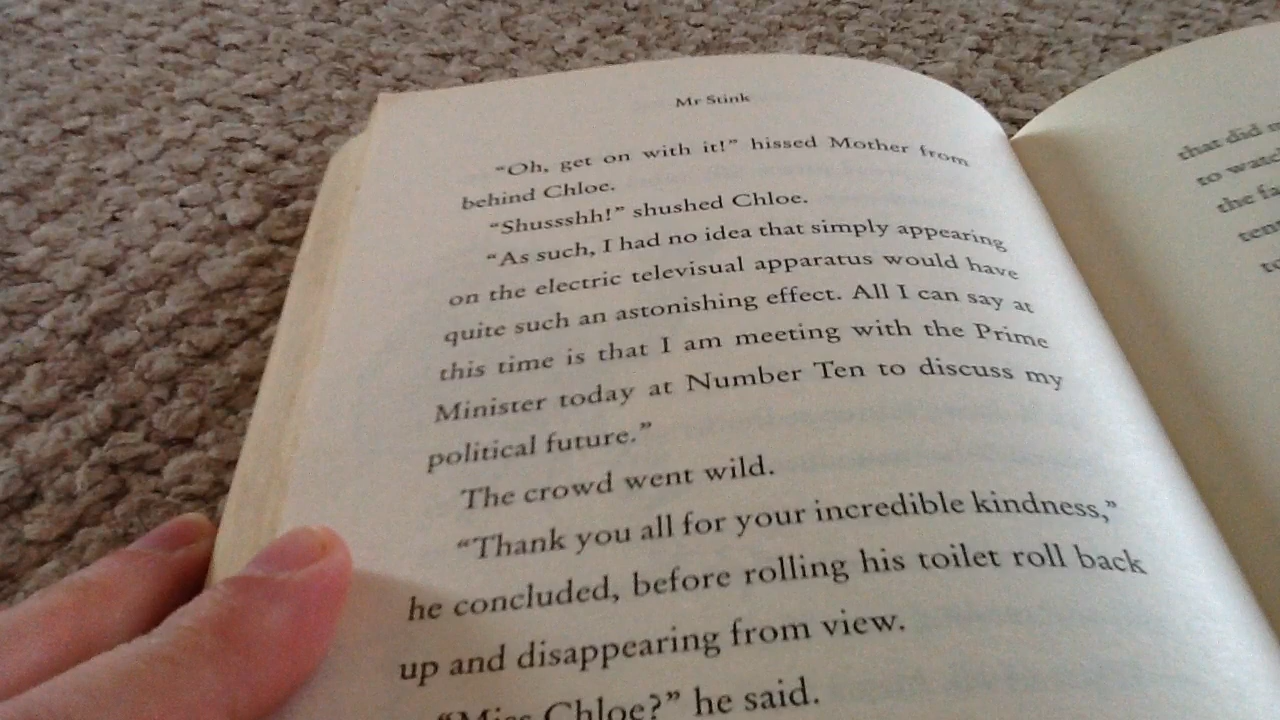 Mr Stink
“Oh, get on with it!” hissed Mother from
behind Chloe.
“Shussshh!” shushed Chloe.
“As such, I had no idea that simply appearing
on the electric televisual apparatus would have
quite such an astonishing effect. All I can say at
this time is that I am meeting with the Prime
Minister today at Number Ten to discuss my
political future.”
The crowd went wild.
“Thank you all for your incredible kindness,”
he concluded, before rolling his toilet roll back
up and disappearing from view.
“Miss Chloe?” he said.
that did
to
the